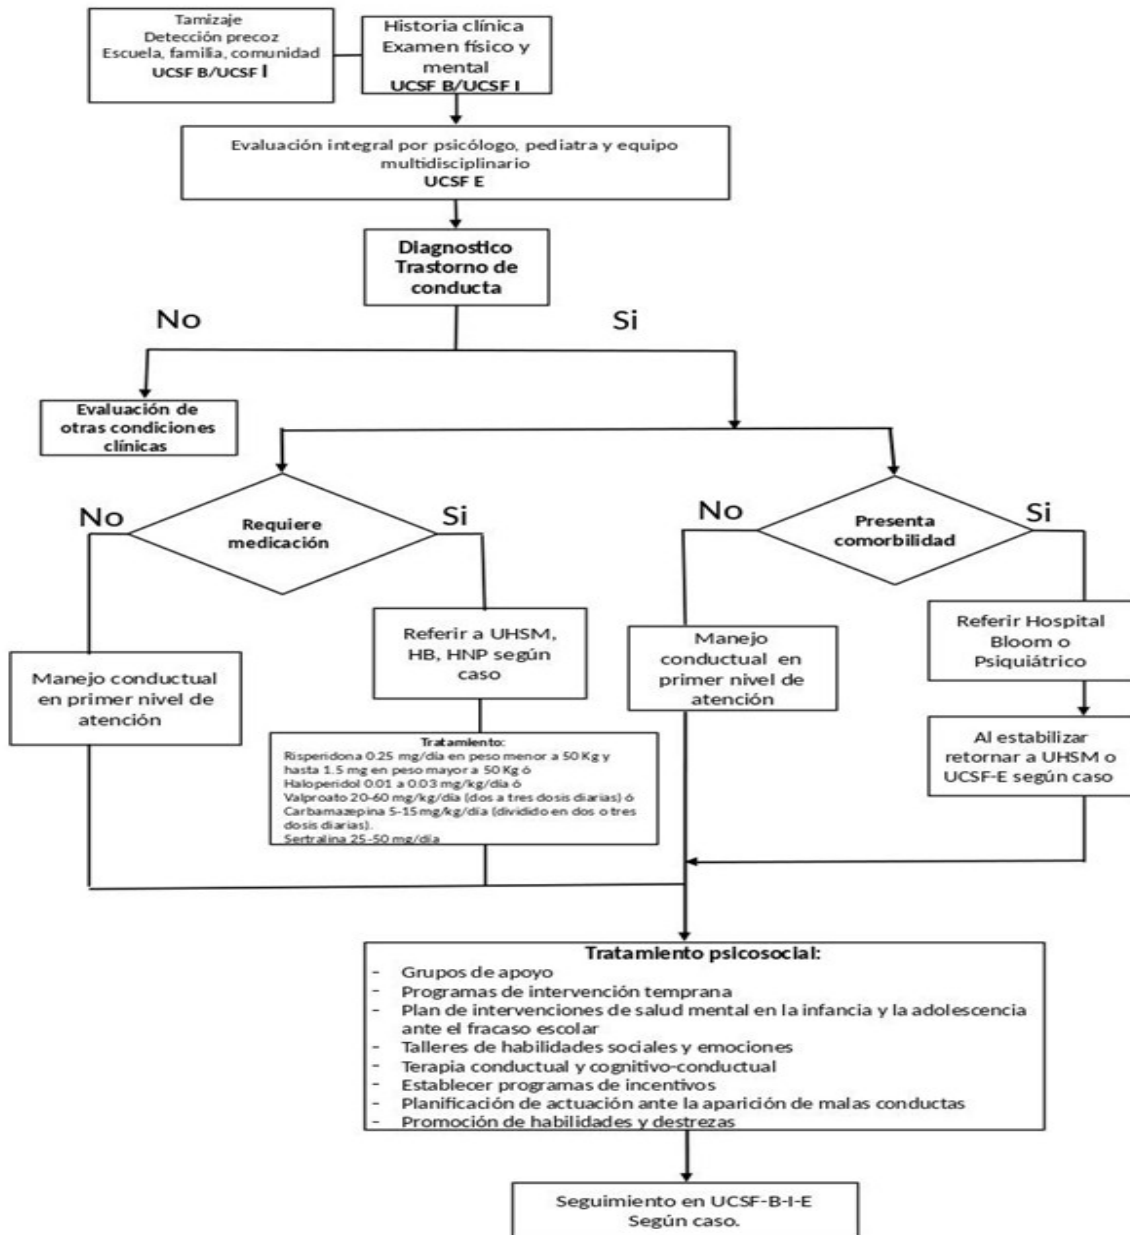 Tamizaje
Detección precoz
Escuela, familia, comunidad
UCSF B/UCSF I
Historia clínica
Examen físico y
mental
UCSF B/UCSF I
Evaluación integral por psicólogo, pediatra y equipo
multidisciplinario
UCSF E
Diagnostico
Trastorno de
conducta
No
Si
Evaluación de
otras condiciones
clínicas
No
Requiere
medicación
Si
No
Presenta
comorbilidad
Si
Manejo conductual
en primer nivel de
atención
Referir a UHSM,
HB, HNP según
caso
Manejo
conductual en
primer nivel de
atención
Referir Hospital
Bloom o
Psiquiátrico
Tratamiento:
Risperidona 0.25 mg/día en peso menor a 50 Kg y
hasta 1.5 mg en peso mayor a 50 Kg ó
Haloperidol 0.01 a 0.03 mg/kg/día ó
Valproato 20-60 mg/kg/día (dos a tres dosis diarias) ó
Carbamazepina 5-15mg/kg/día (dividido en dos o tres
dosis diarias).
Sertralina 25-50 mg/día
Al estabilizar
retornar a UHSM o
UCSF-E según caso
Tratamiento psicosocial:
- Grupos de apoyo
- Programas de intervención temprana
- Plan de intervenciones de salud mental en la infancia y la adolescencia
ante el fracaso escolar
- Talleres de habilidades sociales y emociones
- Terapia conductual y cognitivo-conductual
- Establecer programas de incentivos
- Planificación de actuación ante la aparición de malas conductas
- Promoción de habilidades y destrezas
Seguimiento en UCSF-B-I-E
Según caso.